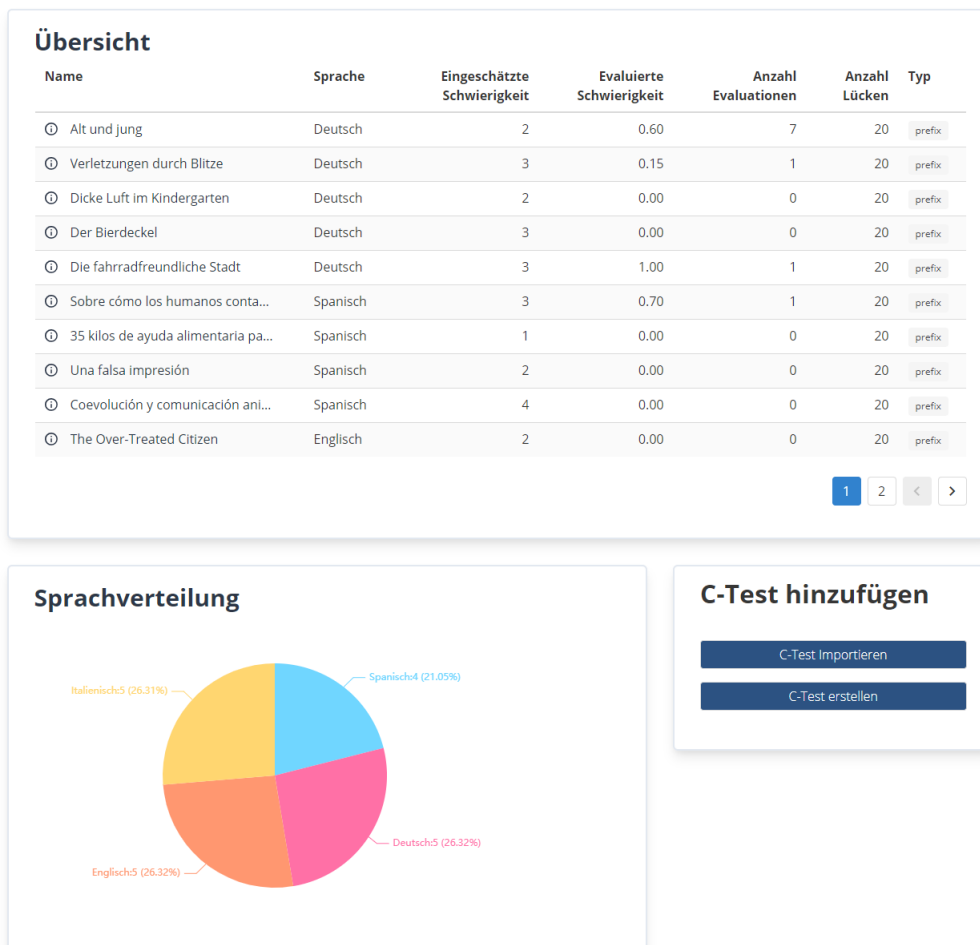 Übersicht
Name Sprache Eingeschätzte Schwierigkeit Evaluierte Schwierigkeit Anzahl Evaluationen Anzahl Lücken Typ
Alt und jung Deutsch 2 0.60 7 20 prefix
Verletzungen durch Blitze Deutsch 3 0.15 1 20 prefix
Dicke Luft im Kindergarten Deutsch 2 0.00 0 20 prefix
Der Bierdeckel Deutsch 3 0.00 0 20 prefix
Die fahrradfreundliche Stadt Deutsch 3 1.00 1 20 prefix
Sobre cómo los humanos conta... Spanisch 3 0.70 1 20 prefix
35 kilos de ayuda alimentaria pa... Spanisch 1 0.00 0 20 prefix
Una falsa impresión Spanisch 2 0.00 0 20 prefix
Coevolución y comunicación ani... Spanisch 4 0.00 0 20 prefix
The Over-Treated Citizen Englisch 2 0.00 0 20 prefix
1 2 < >
Sprachverteilung
Italienisch:5 (26.31%)
Spanisch:4 (21.05%)
Deutsch:5 (26.32%)
Englisch:5 (26.32%)
C-Test hinzufügen
C-Test Importieren
C-Test erstellen